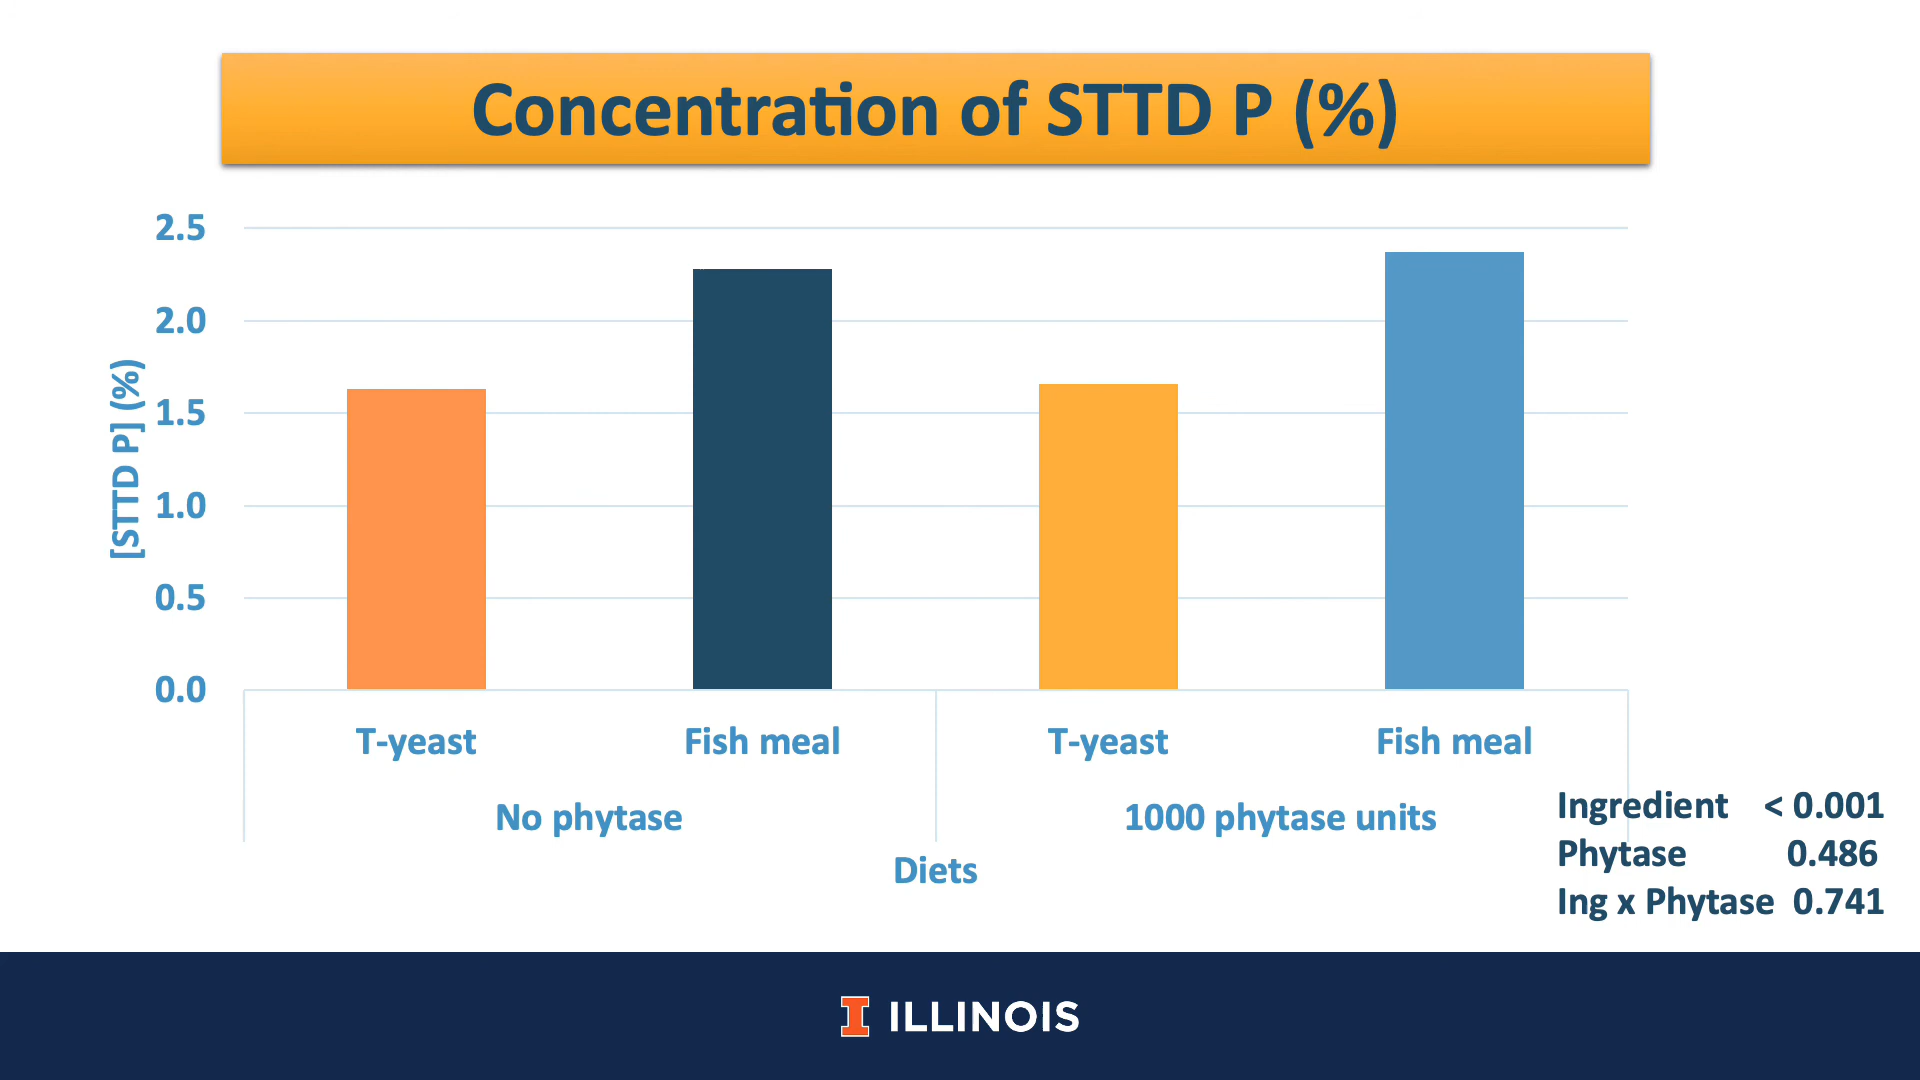 Concentration of STTD P (%)
2.5
2.0
1.5
1.0
0.5
0.0
[STTD P] (%)
T-yeast Fish meal T-yeast Fish meal
No phytase 1000 phytase units
Diets
Ingredient < 0.001
Phytase 0.486
Ing x Phytase 0.741
I ILLINOIS